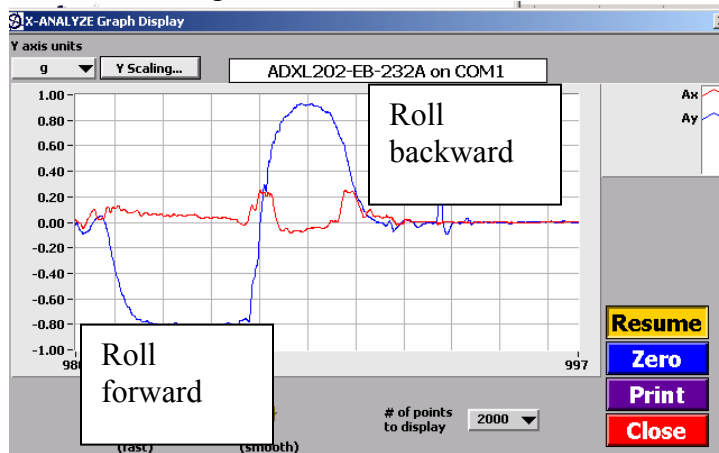 X-ANALYZE Graph Display
Y axis units
g
Y Scaling...
ADXL202-EB-232A on COM1
Ax
Ay
Roll
backward
1.00
0.80
0.60
0.40
0.20
0.00
-0.20
-0.40
-0.60
-0.80
-1.00
997
Roll
forward
Resume
Zero
Print
Close
# of points
to display
2000
(fast)
(smooth)